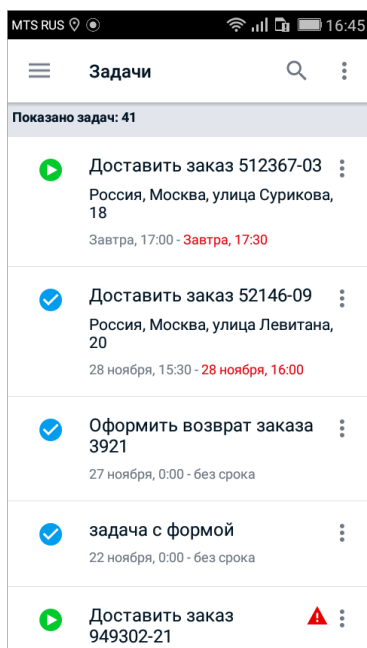 MTS RUS 16:45
Задачи
Показано задач: 41
Доставить заказ 512367-03
Россия, Москва, улица Сурикова,
18
Завтра, 17:00 - Завтра, 17:30
Доставить заказ 52146-09
Россия, Москва, улица Левитана,
20
28 ноября, 15:30 - 28 ноября, 16:00
Оформить возврат заказа
3921
27 ноября, 0:00 - без срока
задача с формой
22 ноября, 0:00 - без срока
Доставить заказ
949302-21